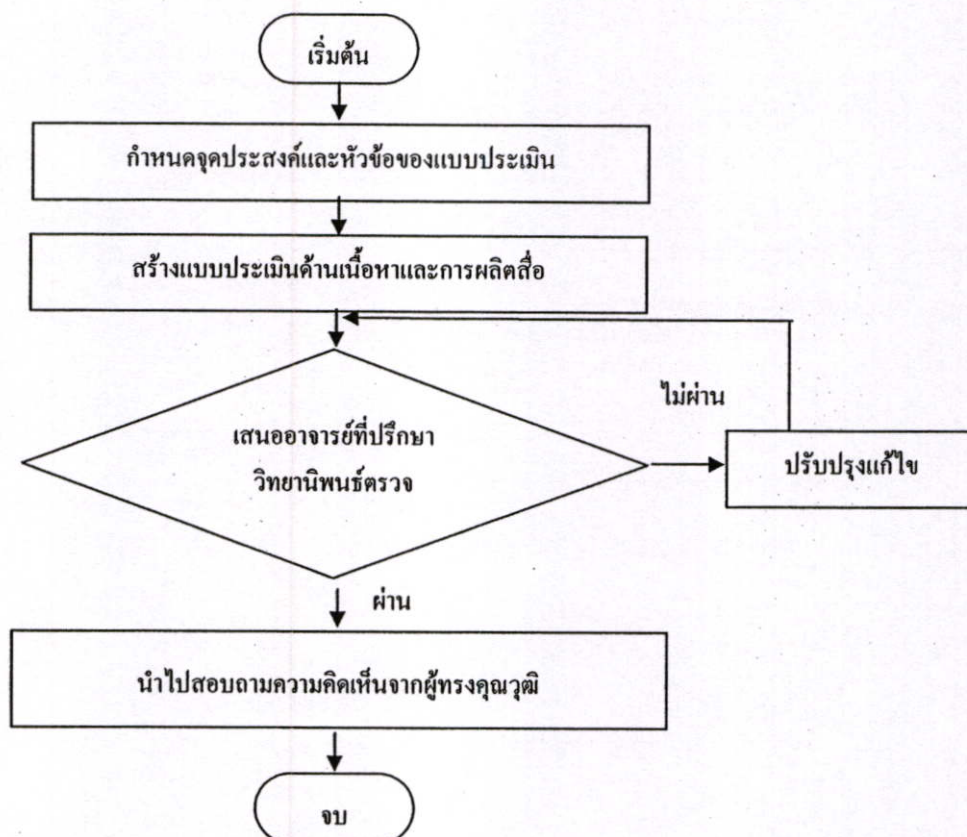 เริ่มต้น
กำหนดจุดประสงค์และหัวข้อของแบบประเมิน
สร้างแบบประเมินด้านเนื้อหาและการผลิตสื่อ
เสนออาจารย์ที่ปรึกษา
วิทยานิพนธ์ตรวจ
ไม่ผ่าน
ปรับปรุงแก้ไข
ผ่าน
นำไปสอบถามความคิดเห็นจากผู้ทรงคุณวุฒิ
จบ